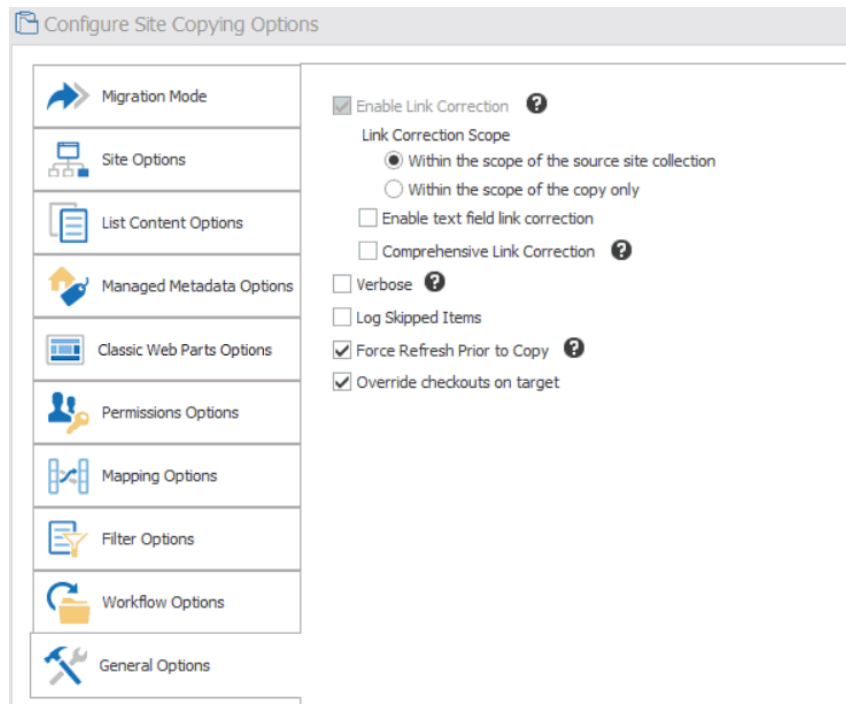 Configure Site Copying Options
Migration Mode
Site Options
List Content Options
Managed Metadata Options
Classic Web Parts Options
Permissions Options
Mapping Options
Filter Options
Workflow Options
General Options
Enable Link Correction ?
Link Correction Scope
Within the scope of the source site collection
Within the scope of the copy only
Enable text field link correction
Comprehensive Link Correction ?
Verbose ?
Log Skipped Items
Force Refresh Prior to Copy ?
Override checkouts on target